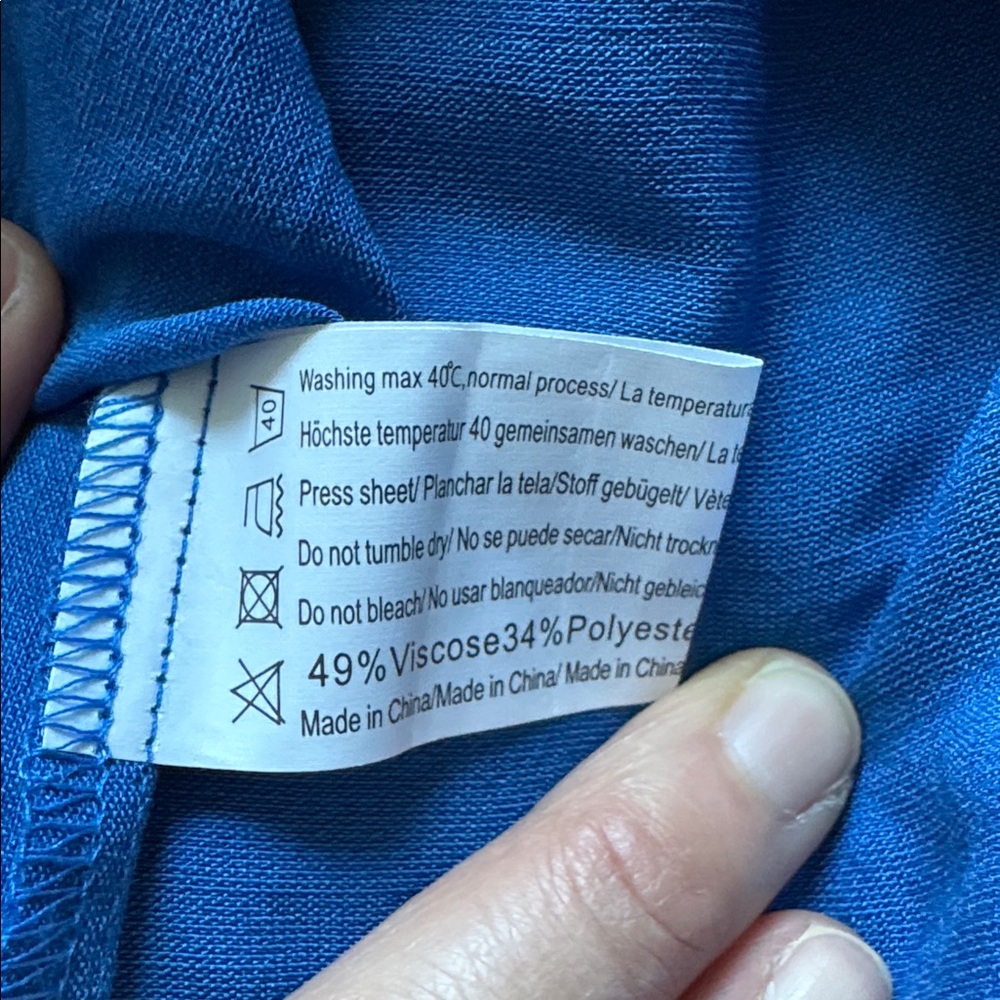 40
Washing max 40℃,normal process/ La temperatura
Höchste temperatur 40 gemeinsamen waschen/ La
Press sheet/ Planchar la tela/Stoff gebügelt/
Do not tumble dry/ No se puede secar/Nicht
Do not bleach/No usar blanqueador/Nicht
49%Viscose34%Polyeste
Made in China/Made in China/ Made in China